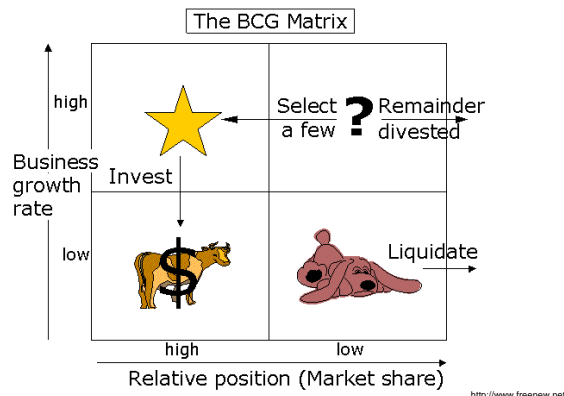 The BCG Matrix
high
Select
a few
?
Remainder
divested
Business
growth
rate
Invest
low
$
Liquidate
high
low
Relative position (Market share)